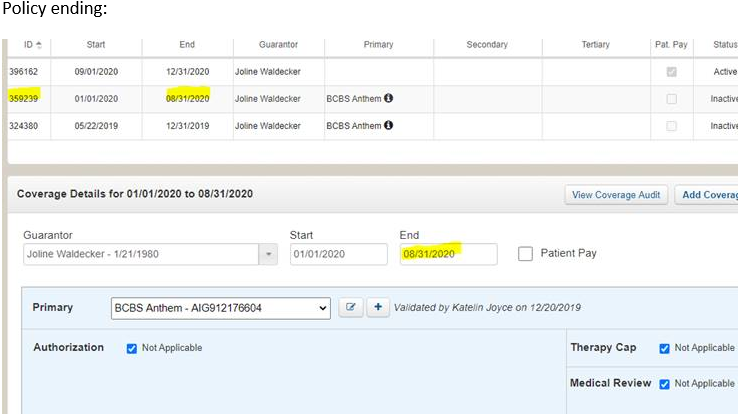 Policy ending:
ID Start End Guarantor Primary Secondary Tertiary Pat. Pay Status
396162 09/01/2020 12/31/2020 Joline Waldecker Active
359239 01/01/2020 08/31/2020 Joline Waldecker BCBS Anthem Inactive
324380 05/22/2019 12/31/2019 Joline Waldecker BCBS Anthem Inactive
Coverage Details for 01/01/2020 to 08/31/2020 View Coverage Audit Add Coverag
Guarantor Start End
Joline Waldecker - 1/21/1980 01/01/2020 08/31/2020 Patient Pay
Primary BCBS Anthem - AIG912176604 Validated by Katelin Joyce on 12/20/2019
Authorization Not Applicable Therapy Cap Not Applicable
Medical Review Not Applicable